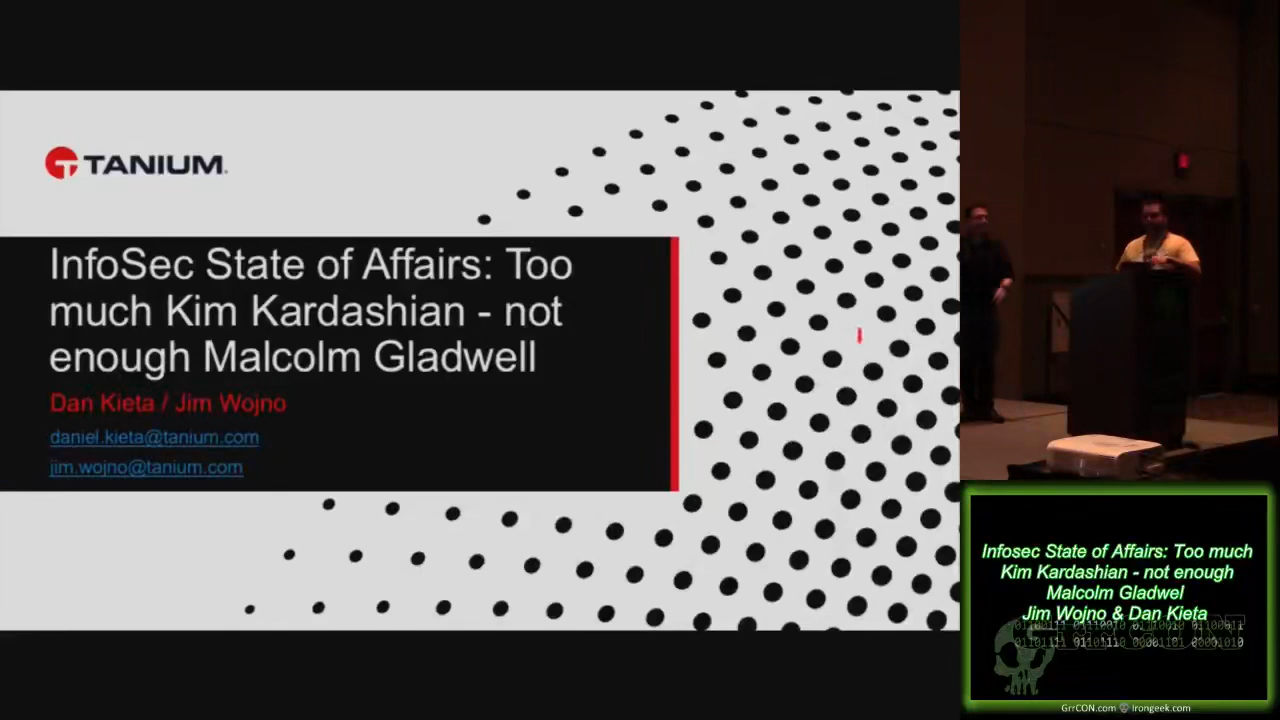 TANIUM
InfoSec State of Affairs: Too
much Kim Kardashian - not
enough Malcolm Gladwell
Dan Kieta / Jim Wojno
daniel.kieta@tanium.com
jim.wojno@tanium.com
Infosec State of Affairs: Too much
Kim Kardashian - not enough
Malcolm Gladwel
Jim Wojno & Dan Kieta
GrrCON
GrrCON.com Irongeek.com